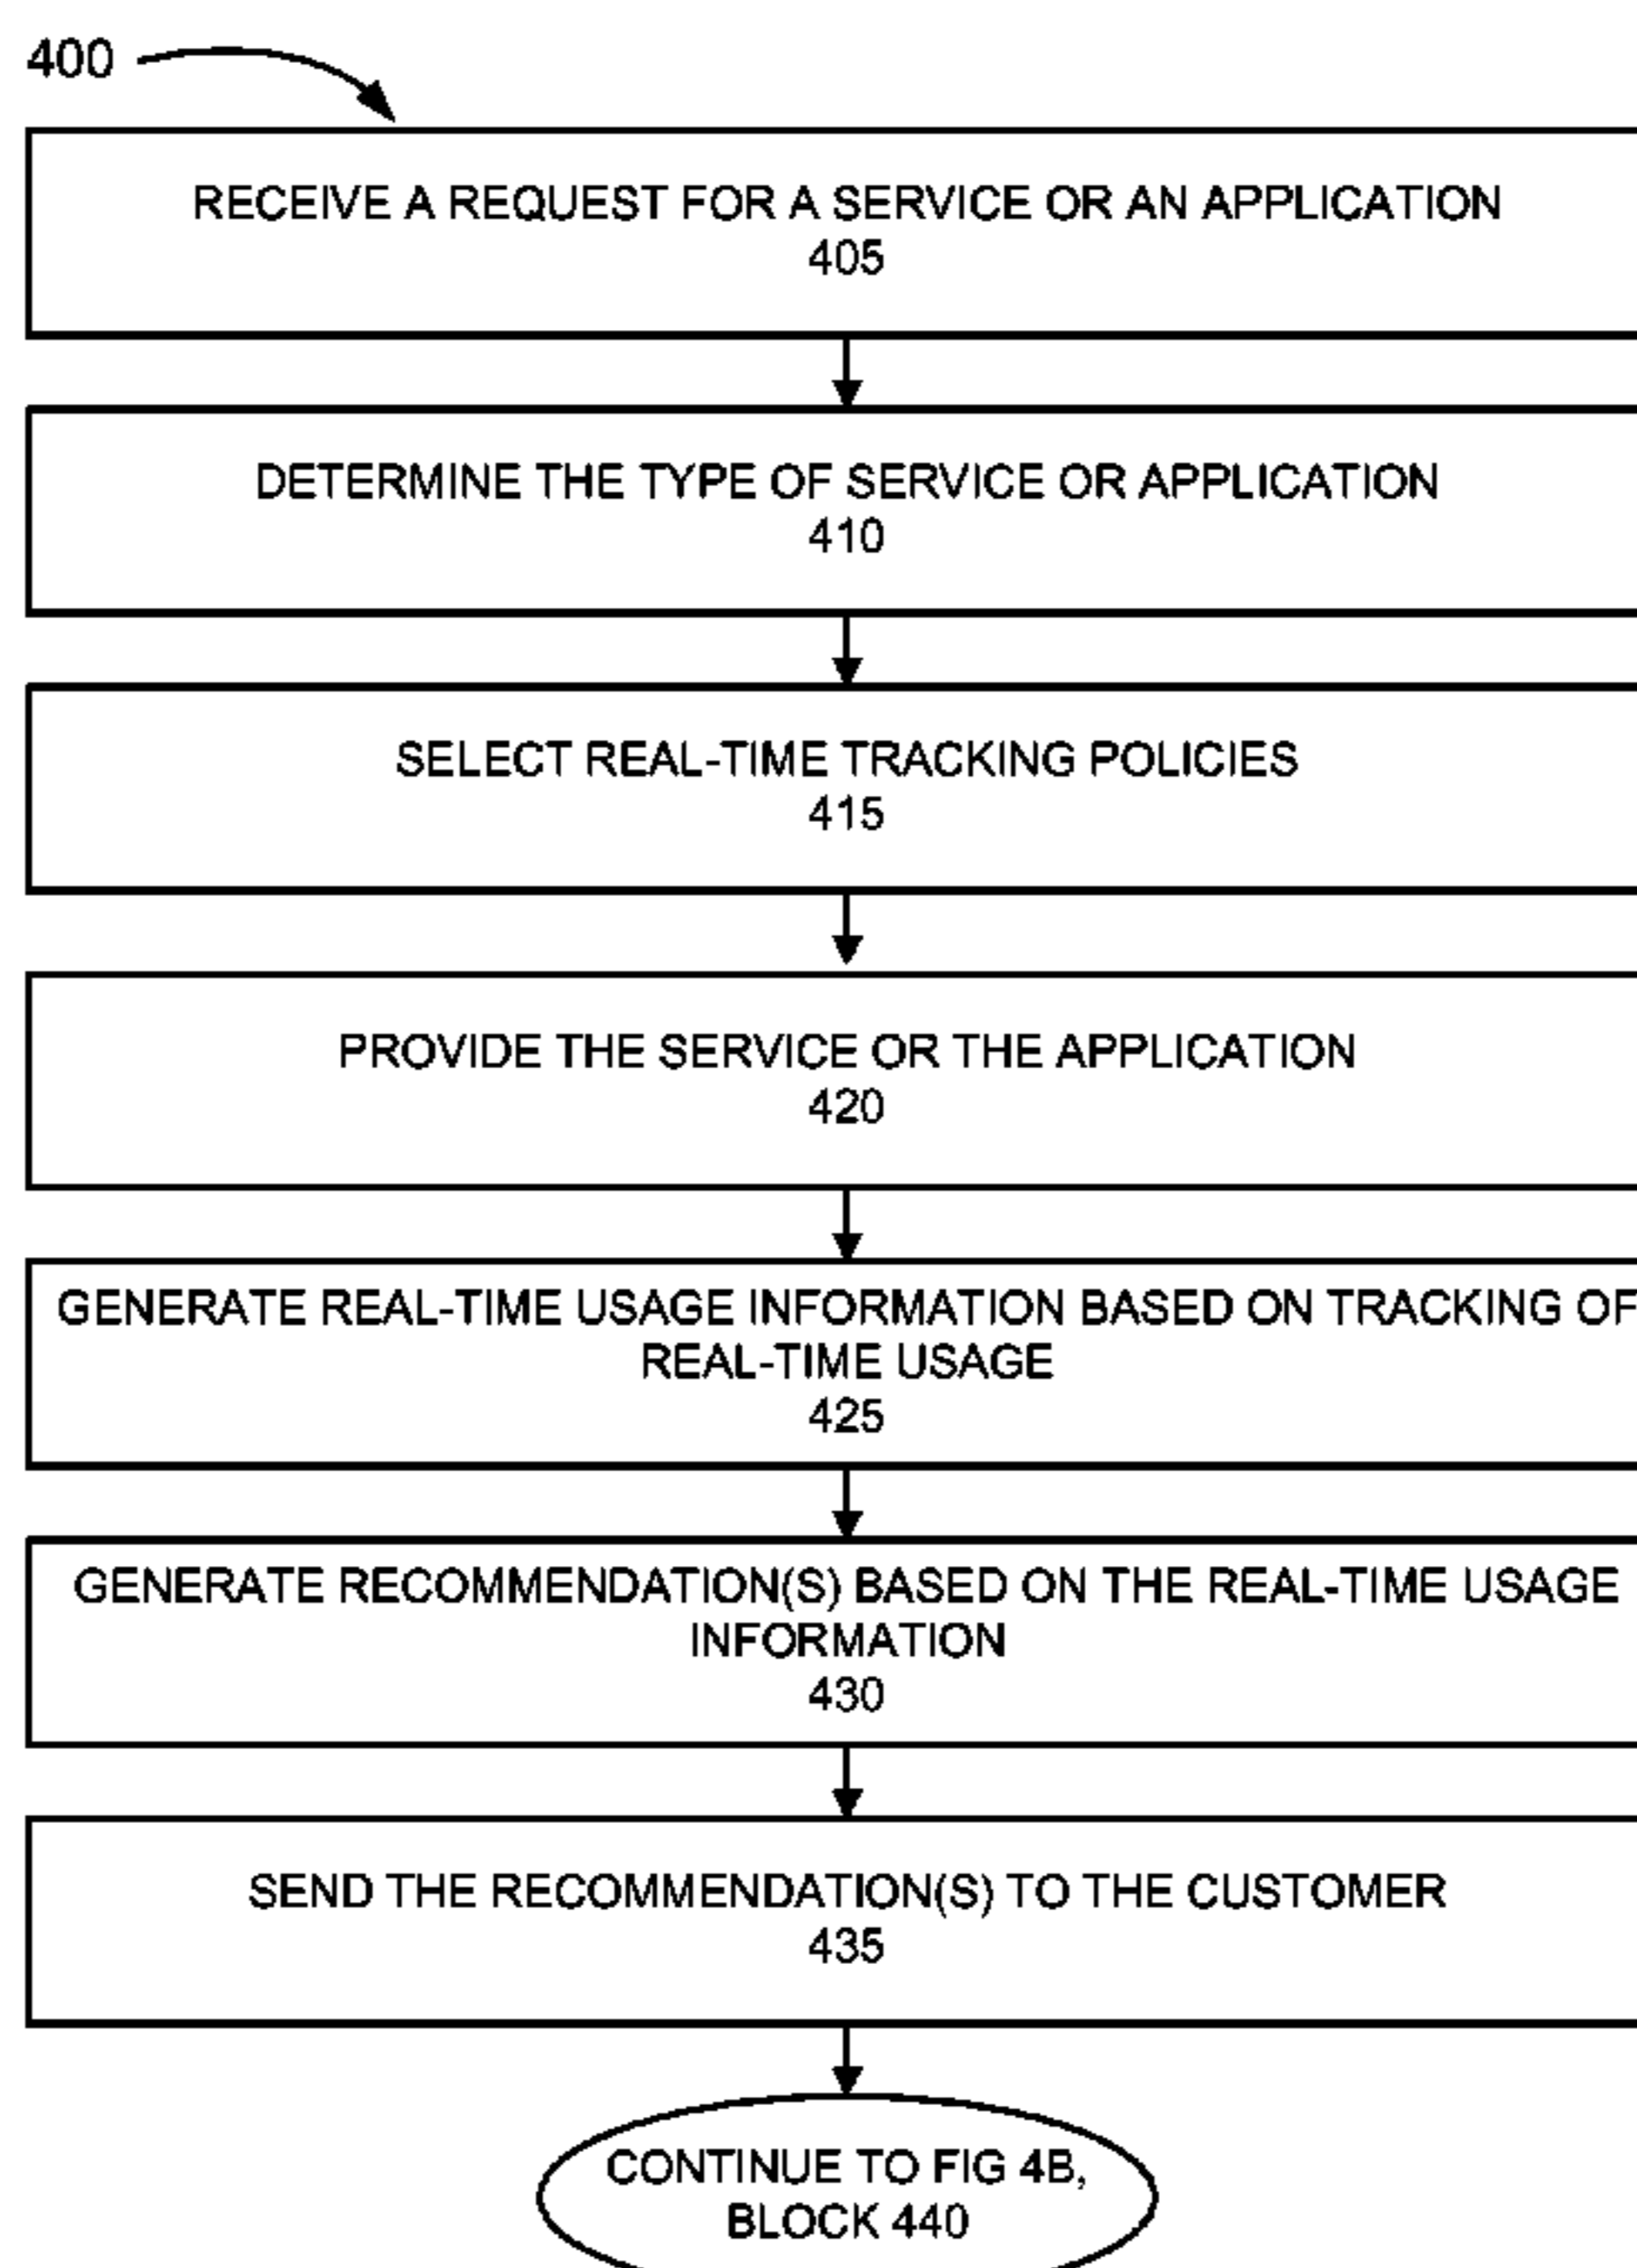 400
RECEIVE A REQUEST FOR A SERVICE OR AN APPLICATION
405
DETERMINE THE TYPE OF SERVICE OR APPLICATION
410
SELECT REAL-TIME TRACKING POLICIES
415
PROVIDE THE SERVICE OR THE APPLICATION
420
GENERATE REAL-TIME USAGE INFORMATION BASED ON TRACKING OF
REAL-TIME USAGE
425
GENERATE RECOMMENDATION(S) BASED ON THE REAL-TIME USAGE
INFORMATION
430
SEND THE RECOMMENDATION(S) TO THE CUSTOMER
435
CONTINUE TO FIG 4B,
BLOCK 440